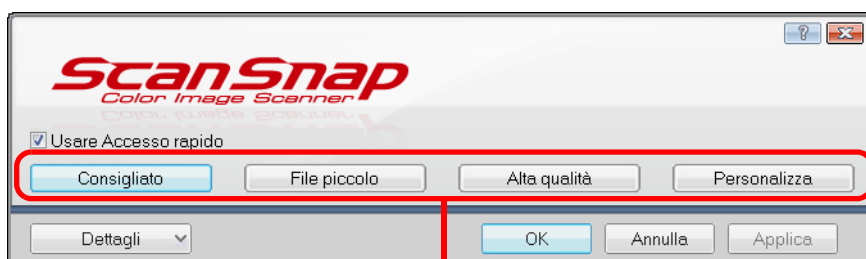 ScanSnap
Color Image Scanner
Usare Accesso rapido
Consigliato File piccolo Alta qualità Personalizza
Dettagli OK Annulla Applica